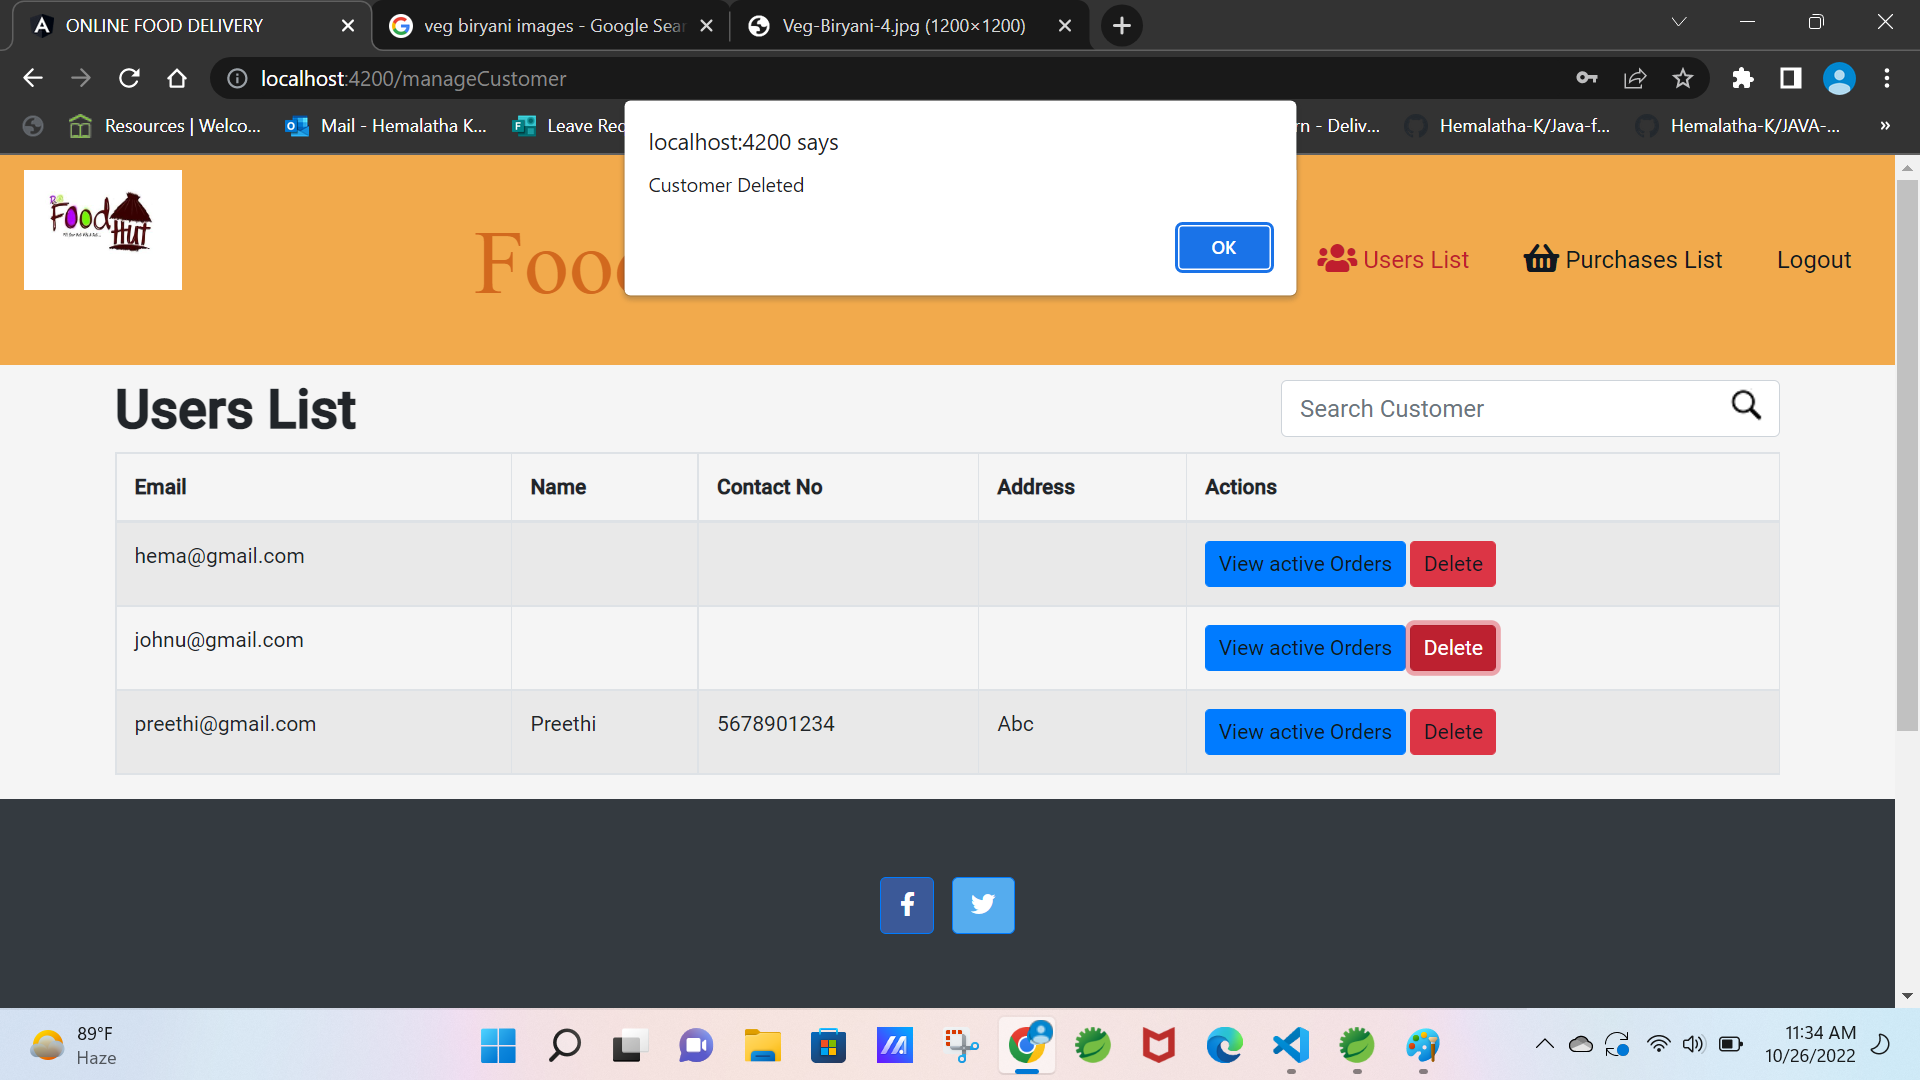 ONLINE FOOD DELIVERY
veg biryani images - Google Sear
Veg-Biryani-4.jpg (1200×1200)
localhost:4200/manageCustomer
Resources | Welco...
Mail - Hemalatha K...
Leave Rec
rn - Deliv...
Hemalatha-K/Java-f...
Hemalatha-K/JAVA-...
»
localhost:4200 says
Customer Deleted
OK
Food Hut
Foo
Users List
Purchases List
Logout
Users List
Search Customer
Email Name Contact No Address Actions
hema@gmail.com View active Orders Delete
johnu@gmail.com View active Orders Delete
preethi@gmail.com Preethi 5678901234 Abc View active Orders Delete
89°F
Haze
11:34 AM
10/26/2022